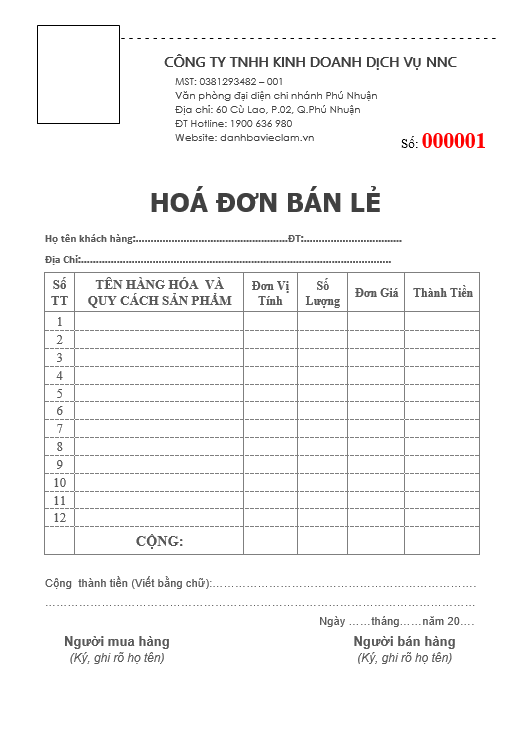 CÔNG TY TNHH KINH DOANH DỊCH VỤ NNC
MST: 0381293482 – 001
Văn phòng đại diện chi nhánh Phú Nhuận
Địa chỉ: 60 Cù Lao, P.02, Q.Phú Nhuận
ĐT Hotline: 1900 636 980
Website: danhbavieclam.vn
Số: 000001
HOÁ ĐƠN BÁN LẺ
Họ tên khách hàng:....................................................ĐT:.................................
Địa Chỉ:.........................................................................................................
Số TT | TÊN HÀNG HÓA VÀ QUY CÁCH SẢN PHẨM | Đơn Vị Tính | Số Lượng | Đơn Giá | Thành Tiền
1
2
3
4
5
6
7
8
9
10
11
12
CỘNG:
Cộng thành tiền (Viết bằng chữ):…………………………………………………………….
…………………………………………………………………………………………………
Ngày ……tháng……năm 20….
Người mua hàng Người bán hàng
(Ký, ghi rõ họ tên) (Ký, ghi rõ họ tên)